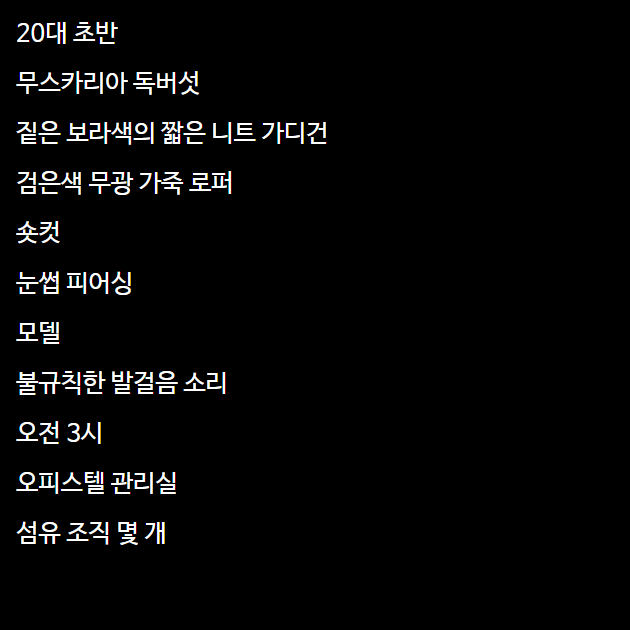 20대 초반
무스카리아 독버섯
짙은 보라색의 짧은 니트 가디건
검은색 무광 가죽 로퍼
숏컷
눈썹 피어싱
모델
불규칙한 발걸음 소리
오전 3시
오피스텔 관리실
섬유 조직 몇 개